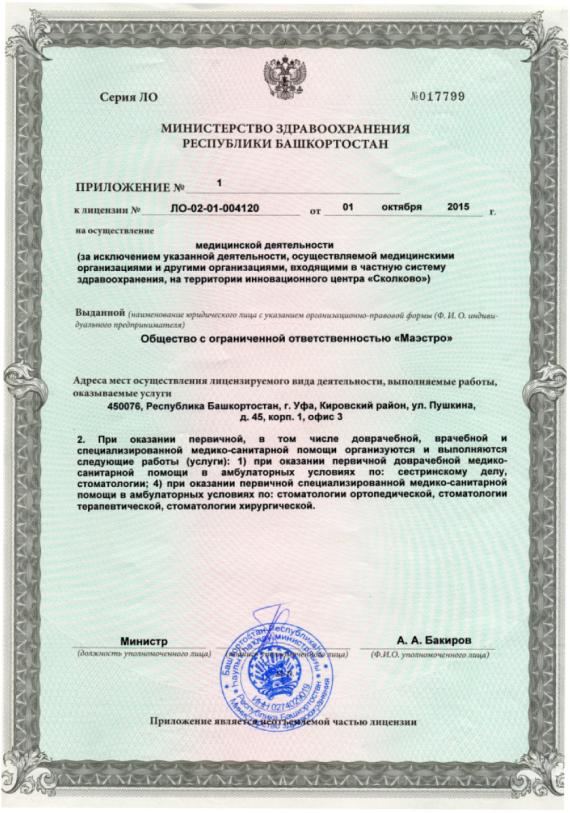 Серия ЛО
№017799
МИНИСТЕРСТВО ЗДРАВООХРАНЕНИЯ
РЕСПУБЛИКИ БАШКОРТОСТАН
ПРИЛОЖЕНИЕ № 1
к лицензии № ЛО-02-01-004120 от 01 октября 2015 г.
на осуществление
медицинской деятельности
(за исключением указанной деятельности, осуществляемой медицинскими
организациями и другими организациями, входящими в частную систему
здравоохранения, на территории инновационного центра «Сколково»)
Выданной (наименование юридического лица с указанием организационно-правовой формы (Ф. И. О. индиви-
дуального предпринимателя)
Общество с ограниченной ответственностью «Маэстро»
Адреса мест осуществления лицензируемого вида деятельности, выполняемые работы,
оказываемые услуги
450076, Республика Башкортостан, г. Уфа, Кировский район, ул. Пушкина,
д. 45, корп. 1, офис 3
2. При оказании первичной, в том числе доврачебной, врачебной и
специализированной медико-санитарной помощи организуются и выполняются
следующие работы (услуги): 1) при оказании первичной доврачебной медико-
санитарной помощи в амбулаторных условиях по: сестринскому делу,
стоматологии; 4) при оказании первичной специализированной медико-санитарной
помощи в амбулаторных условиях по: стоматологии ортопедической, стоматологии
терапевтической, стоматологии хирургической.
Министр
А. А. Бакиров
(должность уполномоченного лица)
лица)
(Ф.И.О. уполномоченного лица)
Башкортостан Республикаһы
Һаулыҡ һаҡлау министрлығы
ИНН 0274029019
Республика Башкортостан
Министерство здравоохранения
Приложение является неотъемлемой частью лицензии